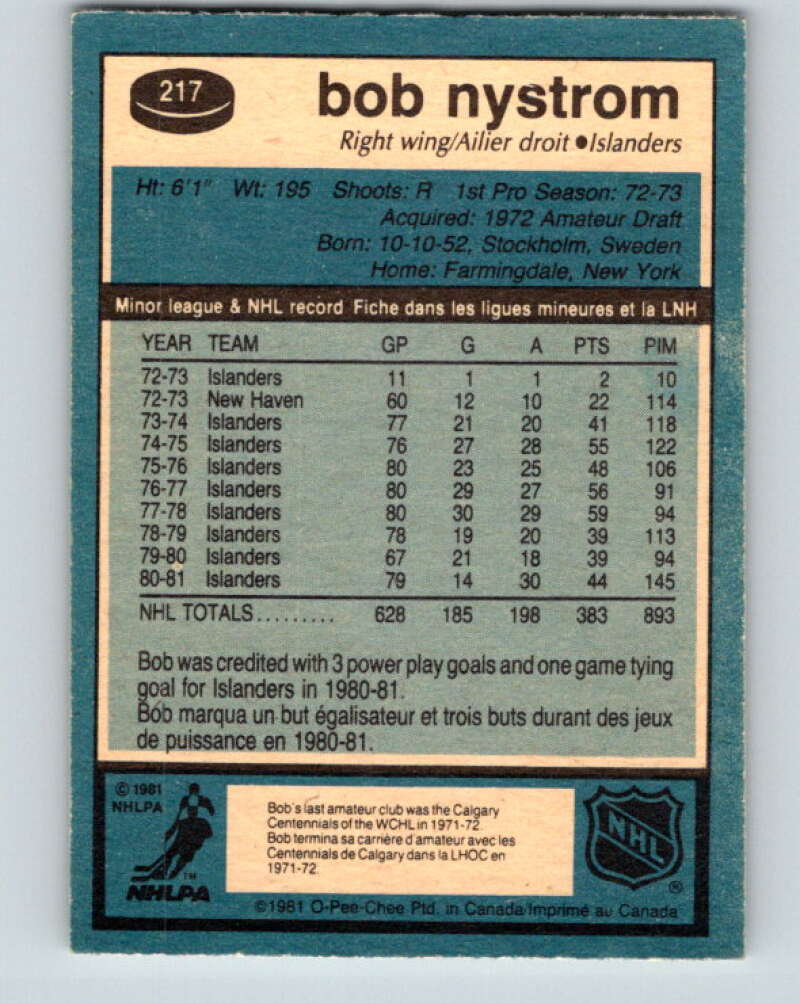 217
bob nystrom
Right wing/Ailier droit ●Islanders
Ht: 6'1" Wt: 195 Shoots: R 1st Pro Season: 72-73
Acquired: 1972 Amateur Draft
Born: 10-10-52, Stockholm, Sweden
Home: Farmingdale, New York
Minor league & NHL record Fiche dans les ligues mineures et la LNH
YEAR TEAM GP G A PTS PIM
72-73 Islanders 11 1 1 2 10
72-73 New Haven 60 12 10 22 114
73-74 Islanders 77 21 20 41 118
74-75 Islanders 76 27 28 55 122
75-76 Islanders 80 23 25 48 106
76-77 Islanders 80 29 27 56 91
77-78 Islanders 80 30 29 59 94
78-79 Islanders 78 19 20 39 113
79-80 Islanders 67 21 18 39 94
80-81 Islanders 79 14 30 44 145
NHL TOTALS......... 628 185 198 383 893
Bob was credited with 3 power play goals and one game tying
goal for Islanders in 1980-81.
Bob marqua un but égalisateur et trois buts durant des jeux
de puissance en 1980-81.
© 1981
NHLPA
TM
NHLPA
Bob's last amateur club was the Calgary
Centennials of the WCHL in 1971-72.
Bob termina sa carrière d'amateur avec les
Centennials de Calgary dans la LHOC en
1971-72.
NHL
®
©1981 O-Pee-Chee Ptd. in Canada/Imprimé au Canada